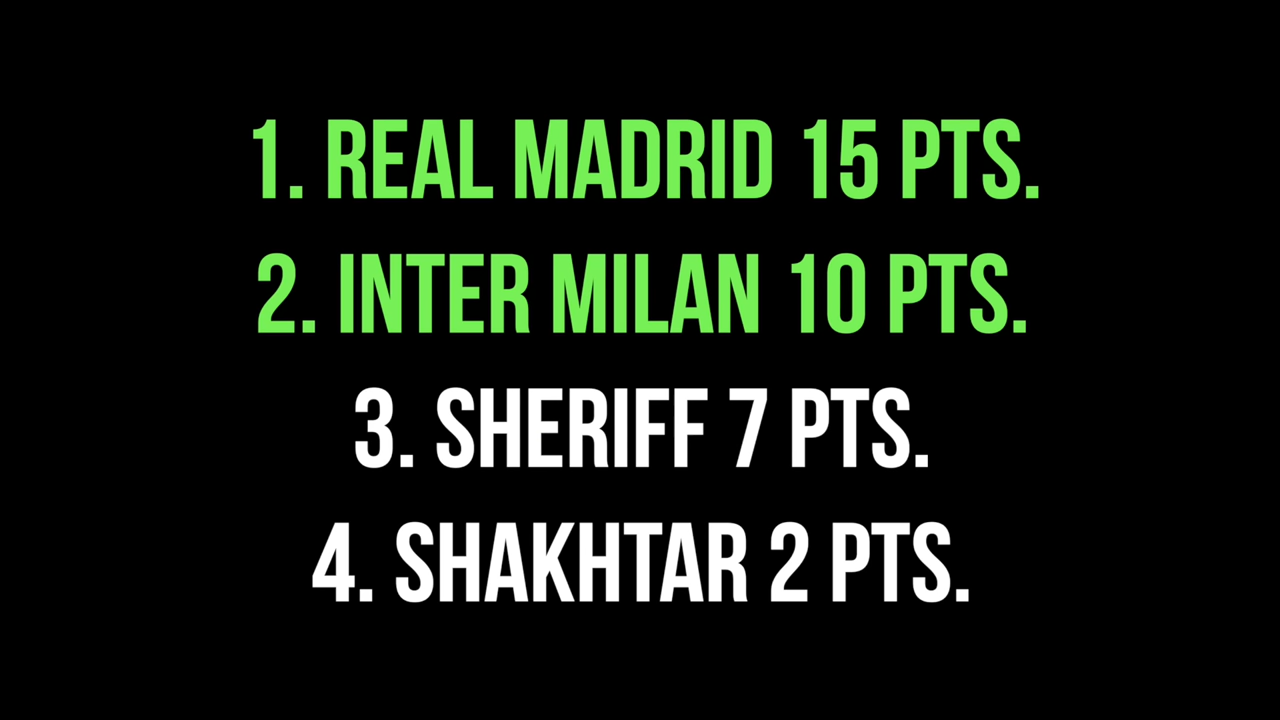 1. REAL MADRID 15 PTS.
2. INTER MILAN 10 PTS.
3. SHERIFF 7 PTS.
4. SHAKHTAR 2 PTS.